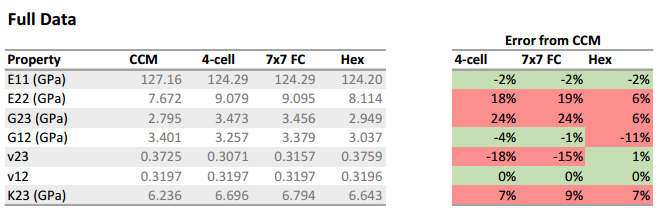 Full Data
Error from CCM
Property CCM 4-cell 7x7 FC Hex 4-cell 7x7 FC Hex
E11 (GPa) 127.16 124.29 124.29 124.20 -2% -2% -2%
E22 (GPa) 7.672 9.079 9.095 8.114 18% 19% 6%
G23 (GPa) 2.795 3.473 3.456 2.949 24% 24% 6%
G12 (GPa) 3.401 3.257 3.379 3.037 -4% -1% -11%
v23 0.3725 0.3071 0.3157 0.3759 -18% -15% 1%
v12 0.3197 0.3197 0.3197 0.3196 0% 0% 0%
K23 (GPa) 6.236 6.696 6.794 6.643 7% 9% 7%